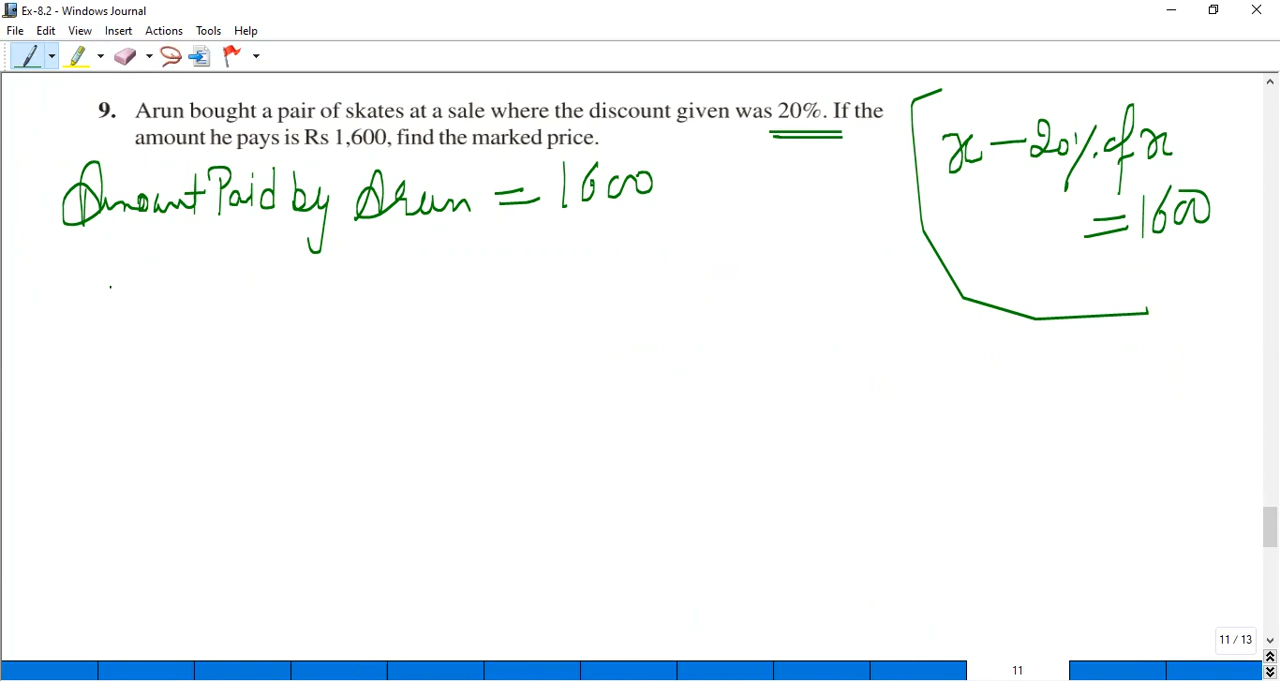 Ex-8.2 - Windows Journal
File Edit View Insert Actions Tools Help
9. Arun bought a pair of skates at a sale where the discount given was 20%. If the
amount he pays is Rs 1,600, find the marked price.
Amount Paid by Arun = 1600
x - 20% of x
= 1600
11 / 13
11